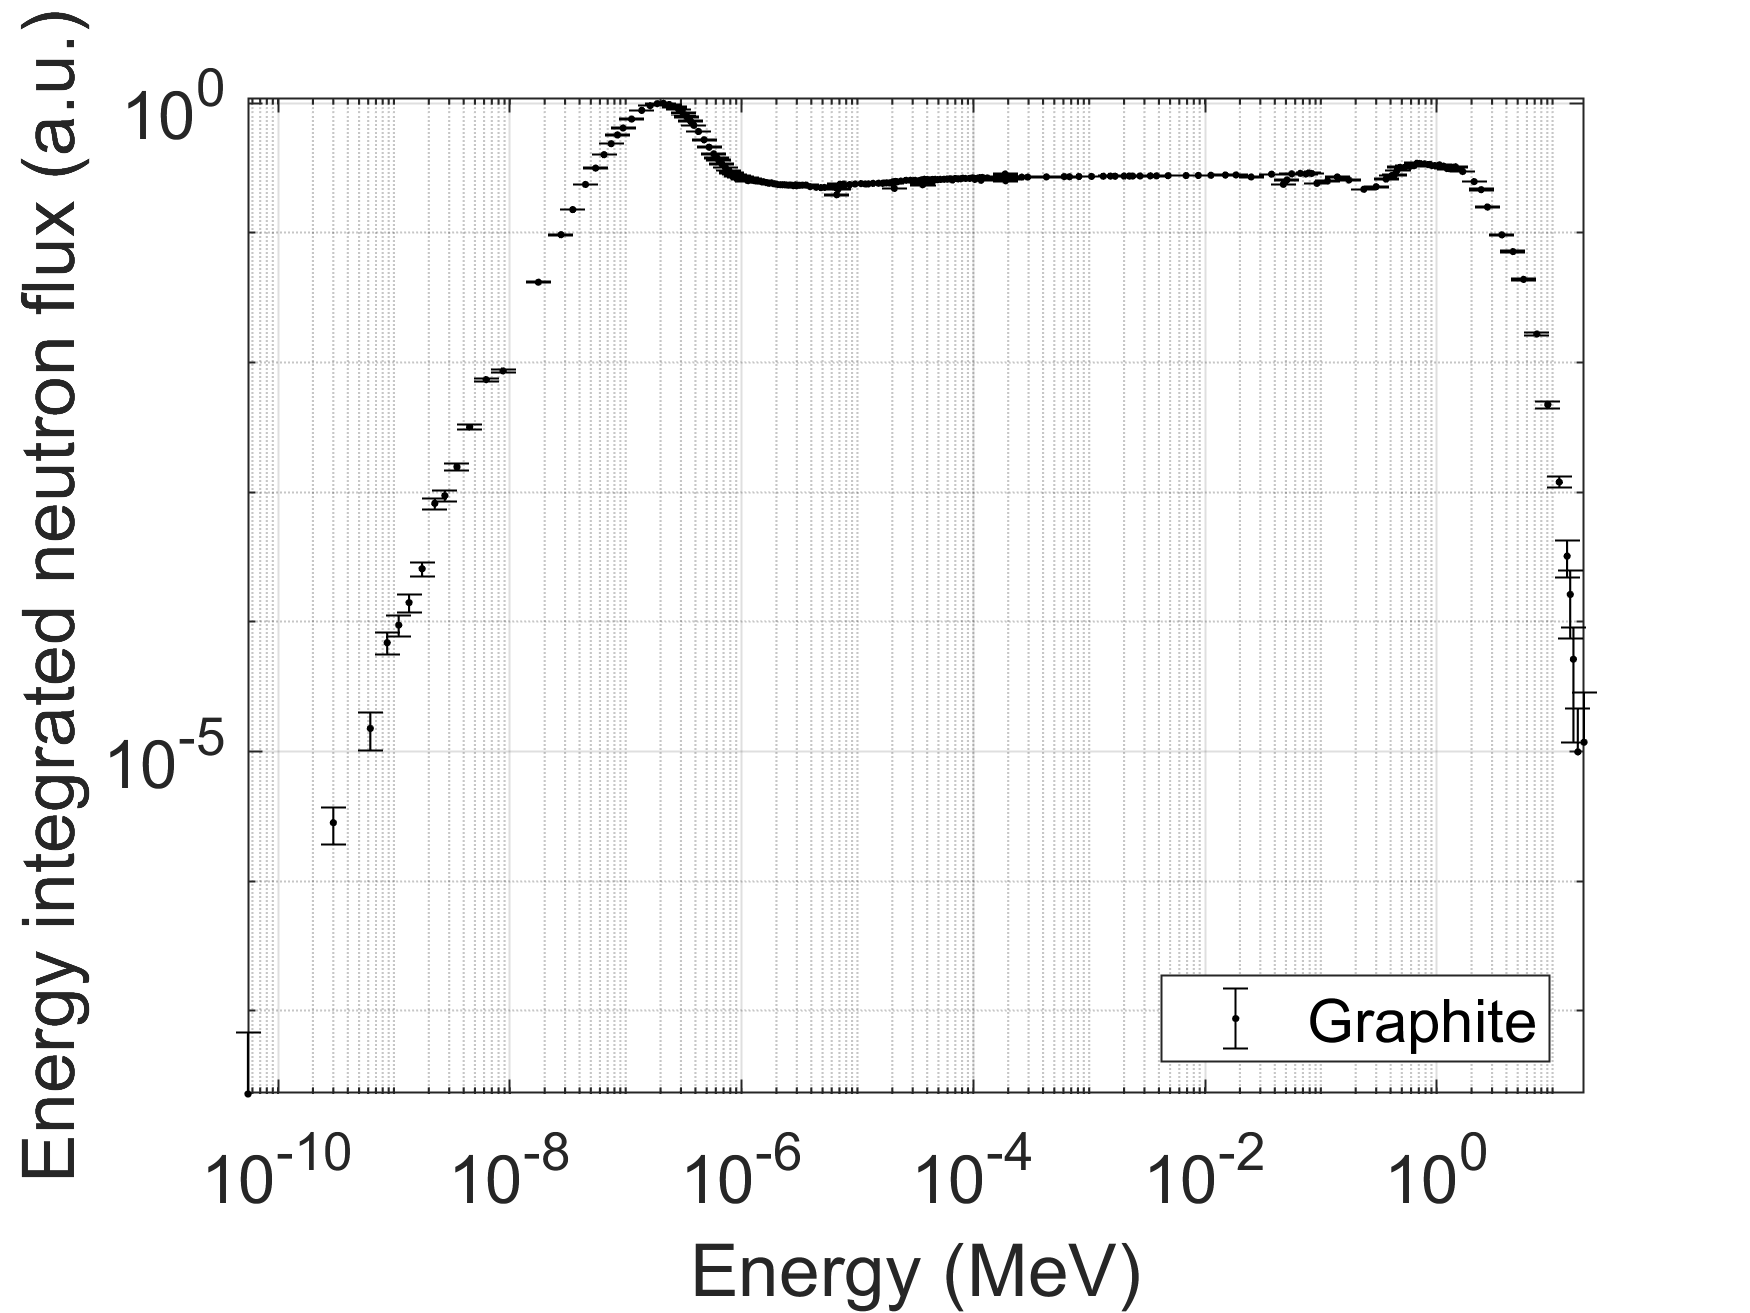 Energy integrated neutron flux (a.u.)
10^0
10^-5
Graphite
10^-10 10^-8 10^-6 10^-4 10^-2 10^0
Energy (MeV)